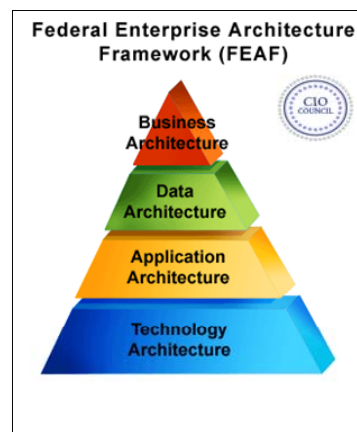 Federal Enterprise Architecture
Framework (FEAF)
CIO
COUNCIL
Business
Architecture
Data
Architecture
Application
Architecture
Technology
Architecture